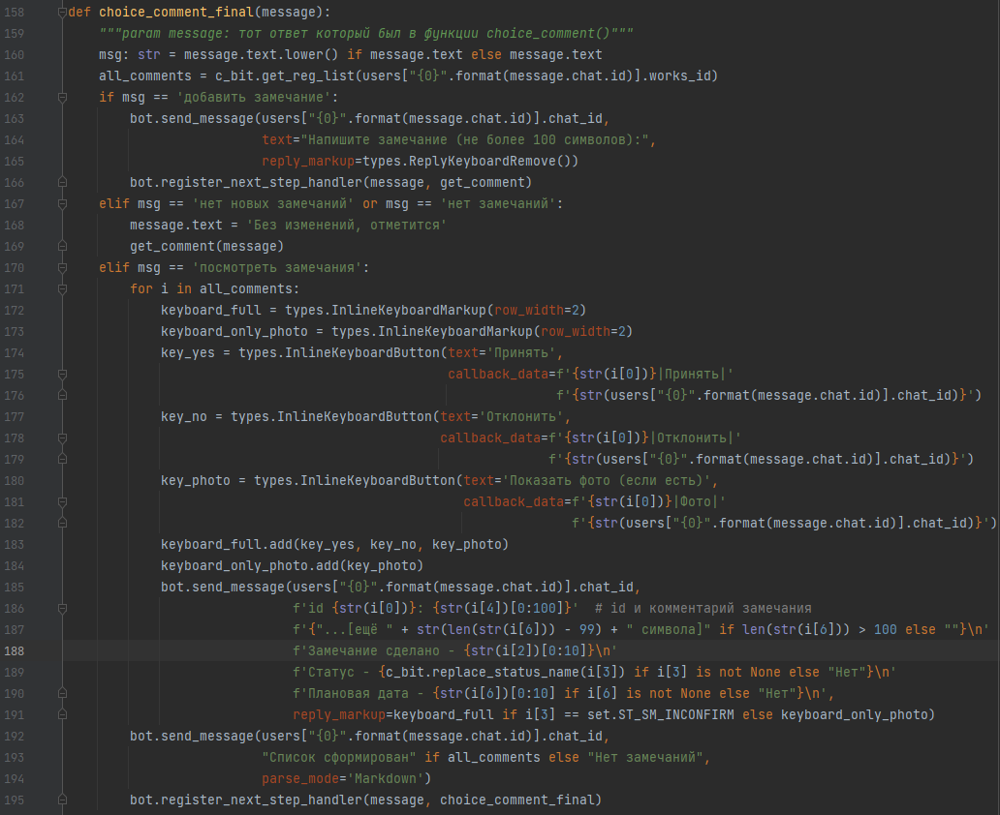 158 def choice_comment_final(message):
159 """param message: тот ответ который был в функции choice_comment()"""
160 msg: str = message.text.lower() if message.text else message.text
161 all_comments = c_bit.get_reg_list(users["{0}".format(message.chat.id)].works_id)
162 if msg == 'добавить замечание':
163 bot.send_message(users["{0}".format(message.chat.id)].chat_id,
164 text="Напишите замечание (не более 100 символов):",
165 reply_markup=types.ReplyKeyboardRemove())
166 bot.register_next_step_handler(message, get_comment)
167 elif msg == 'нет новых замечаний' or msg == 'нет замечаний':
168 message.text = 'Без изменений, отметится'
169 get_comment(message)
170 elif msg == 'посмотреть замечания':
171 for i in all_comments:
172 keyboard_full = types.InlineKeyboardMarkup(row_width=2)
173 keyboard_only_photo = types.InlineKeyboardMarkup(row_width=2)
174 key_yes = types.InlineKeyboardButton(text='Принять',
175 callback_data=f'{str(i[0])}|Принять|'
176 f'{str(users["{0}".format(message.chat.id)].chat_id)}')
177 key_no = types.InlineKeyboardButton(text='Отклонить',
178 callback_data=f'{str(i[0])}|Отклонить|'
179 f'{str(users["{0}".format(message.chat.id)].chat_id)}')
180 key_photo = types.InlineKeyboardButton(text='Показать фото (если есть)',
181 callback_data=f'{str(i[0])}|Фото|'
182 f'{str(users["{0}".format(message.chat.id)].chat_id)}')
183 keyboard_full.add(key_yes, key_no, key_photo)
184 keyboard_only_photo.add(key_photo)
185 bot.send_message(users["{0}".format(message.chat.id)].chat_id,
186 f'id {str(i[0])}: {str(i[4])[0:100]}' # id и комментарий замечания
187 f'{"...[ещё " + str(len(str(i[6])) - 99) + " символа]" if len(str(i[6])) > 100 else ""}\n'
188 f'Замечание сделано - {str(i[2])[0:10]}\n'
189 f'Статус - {c_bit.replace_status_name(i[3]) if i[3] is not None else "Нет"}\n'
190 f'Плановая дата - {str(i[6])[0:10] if i[6] is not None else "Нет"}\n',
191 reply_markup=keyboard_full if i[3] == set.ST_SM_INCONFIRM else keyboard_only_photo)
192 bot.send_message(users["{0}".format(message.chat.id)].chat_id,
193 "Список сформирован" if all_comments else "Нет замечаний",
194 parse_mode='Markdown')
195 bot.register_next_step_handler(message, choice_comment_final)